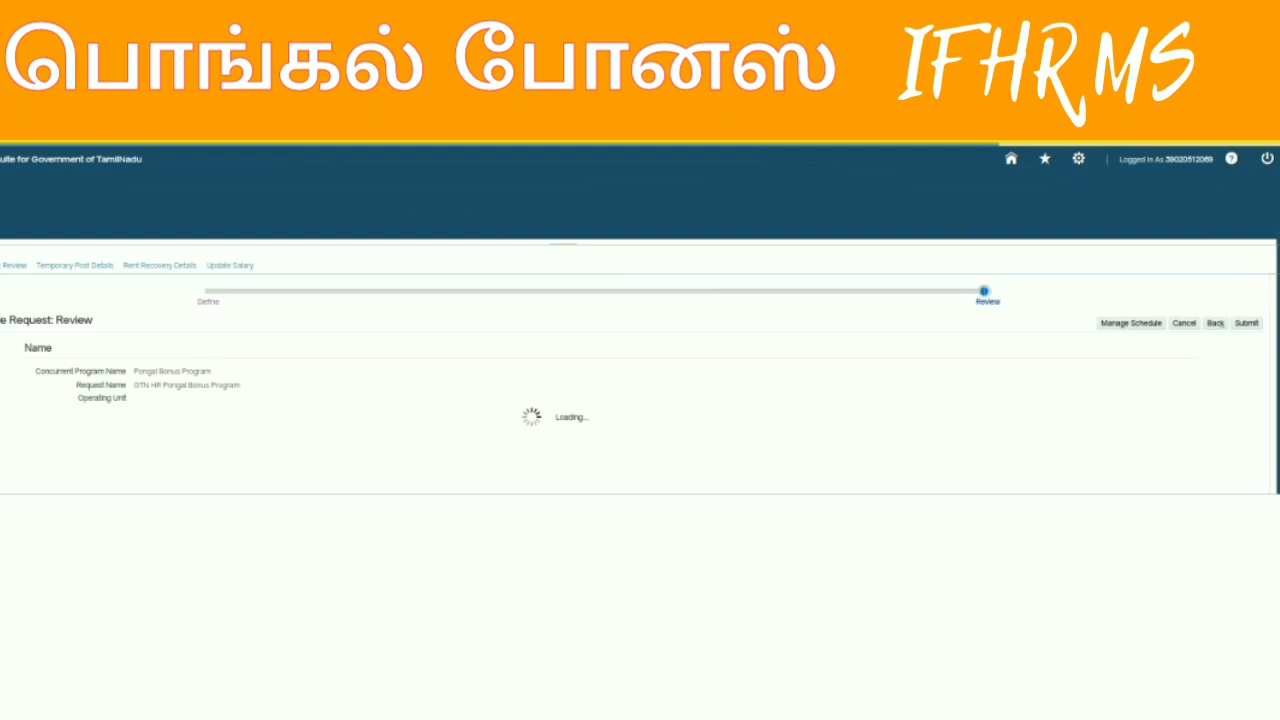 பொங்கல் போனஸ் IFHRMS
uite for Government of TamilNadu
Logged In As 39020512069
Review Temporary Post Details Rent Recovery Details Update Salary
Define
Review
e Request: Review
Manage Schedule Cancel Back Submit
Name
Concurrent Program Name Pongal Bonus Program
Request Name GTN HR Pongal Bonus Program
Operating Unit
Loading...